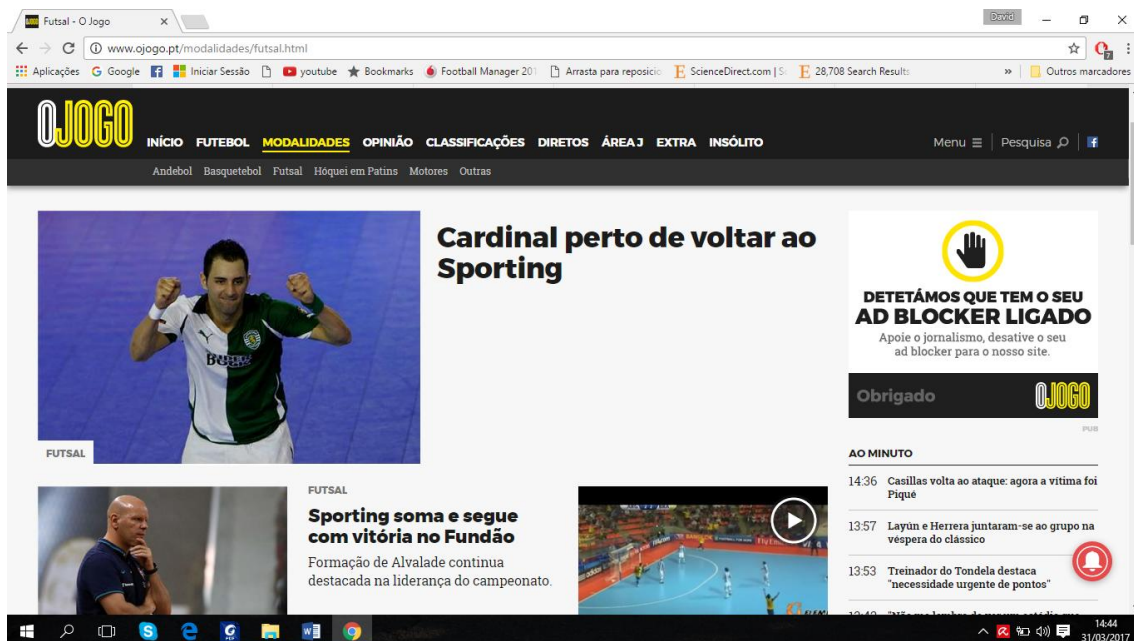 Futsal - O Jogo
David
www.ojogo.pt/modalidades/futsal.html
Aplicações Google Iniciar Sessão youtube Bookmarks Football Manager 201 Arrasta para reposicio ScienceDirect.com | S 28,708 Search Results » Outros marcadores
OJOGO
INÍCIO FUTEBOL MODALIDADES OPINIÃO CLASSIFICAÇÕES DIRETOS ÁREA J EXTRA INSÓLITO
Menu Pesquisa
Andebol Basquetebol Futsal Hóquei em Patins Motores Outras
Cardinal perto de voltar ao
Sporting
FUTSAL
DETETÁMOS QUE TEM O SEU
AD BLOCKER LIGADO
Apoie o jornalismo, desative o seu
ad blocker para o nosso site.
Obrigado OJOGO
PUB
AO MINUTO
14:36 Casillas volta ao ataque: agora a vítima foi
Piqué
13:57 Layún e Herrera juntaram-se ao grupo na
véspera do clássico
13:53 Treinador do Tondela destaca
"necessidade urgente de pontos"
FUTSAL
Sporting soma e segue
com vitória no Fundão
Formação de Alvalade continua
destacada na liderança do campeonato.
14:44
31/03/2017